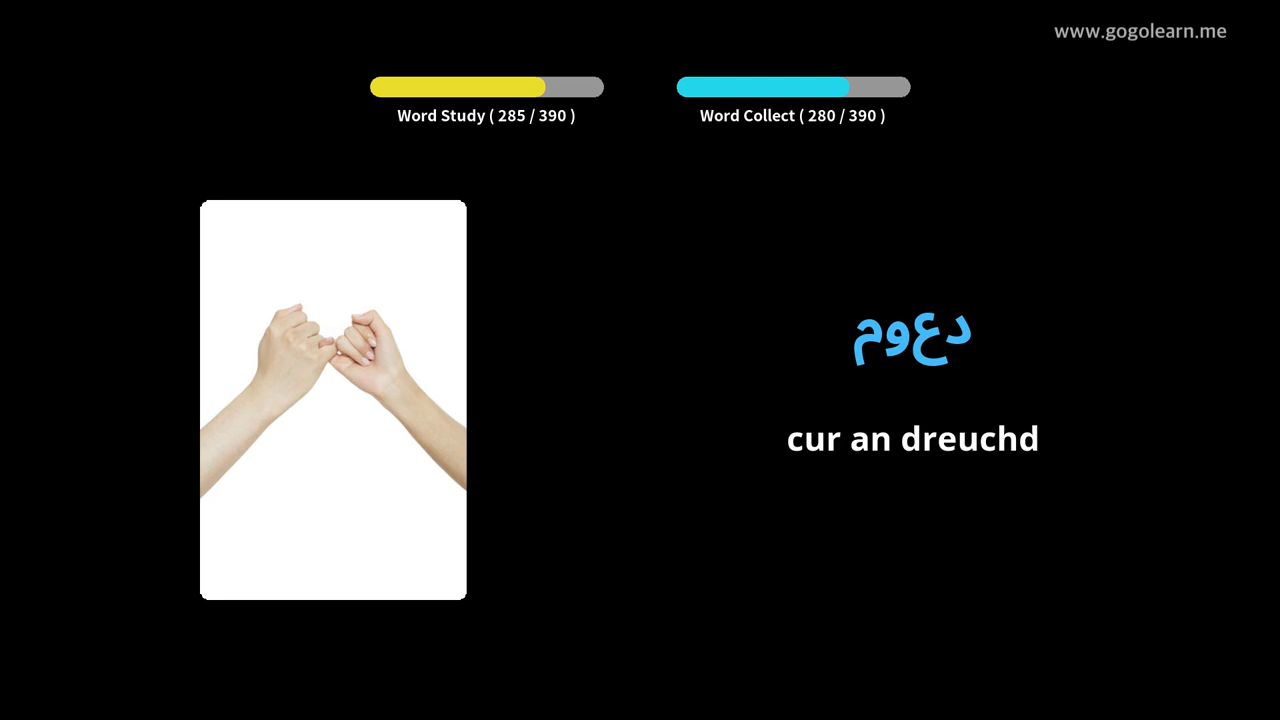 www.gogolearn.me
Word Study ( 285 / 390 )
Word Collect ( 280 / 390 )
دعوم
cur an dreuchd